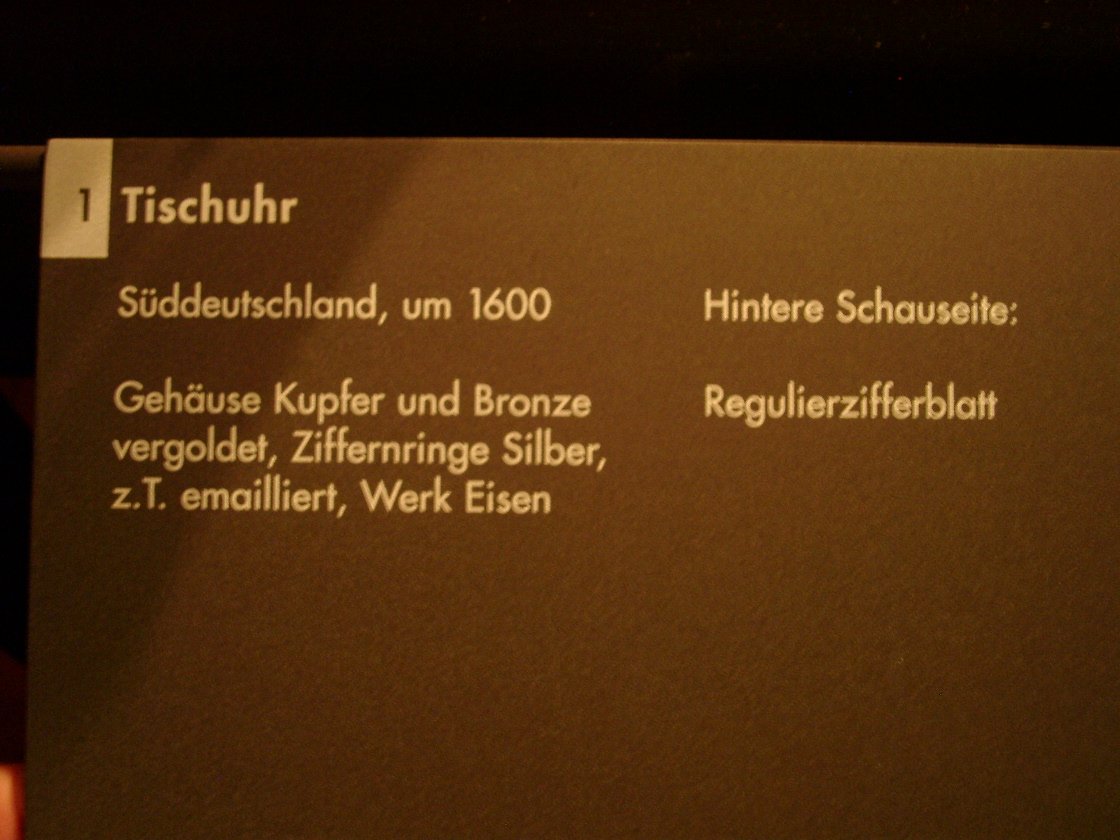 1 Tischuhr
Süddeutschland, um 1600
Gehäuse Kupfer und Bronze
vergoldet, Ziffernringe Silber,
z.T. emailliert, Werk Eisen
Hintere Schauseite:
Regulierzifferblatt